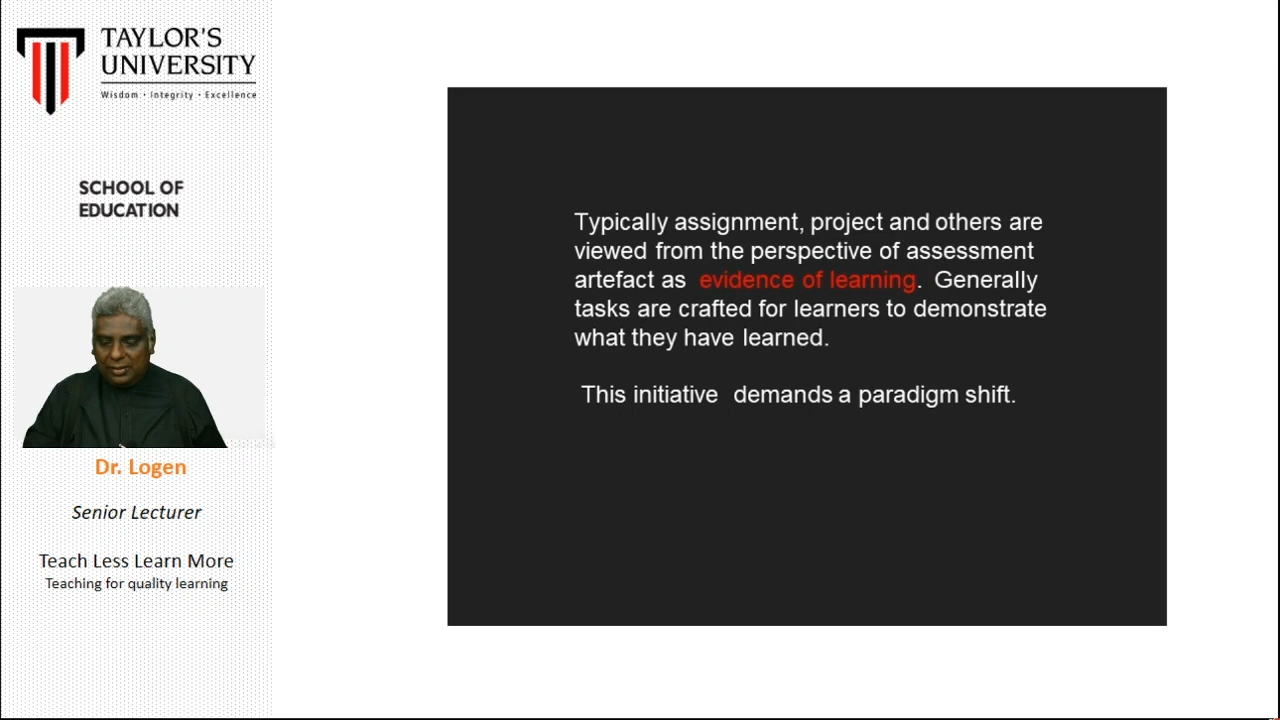 TAYLOR'S
UNIVERSITY
Wisdom · Integrity · Excellence
SCHOOL OF
EDUCATION
Dr. Logen
Senior Lecturer
Teach Less Learn More
Teaching for quality learning
Typically assignment, project and others are
viewed from the perspective of assessment
artefact as evidence of learning. Generally
tasks are crafted for learners to demonstrate
what they have learned.
This initiative demands a paradigm shift.